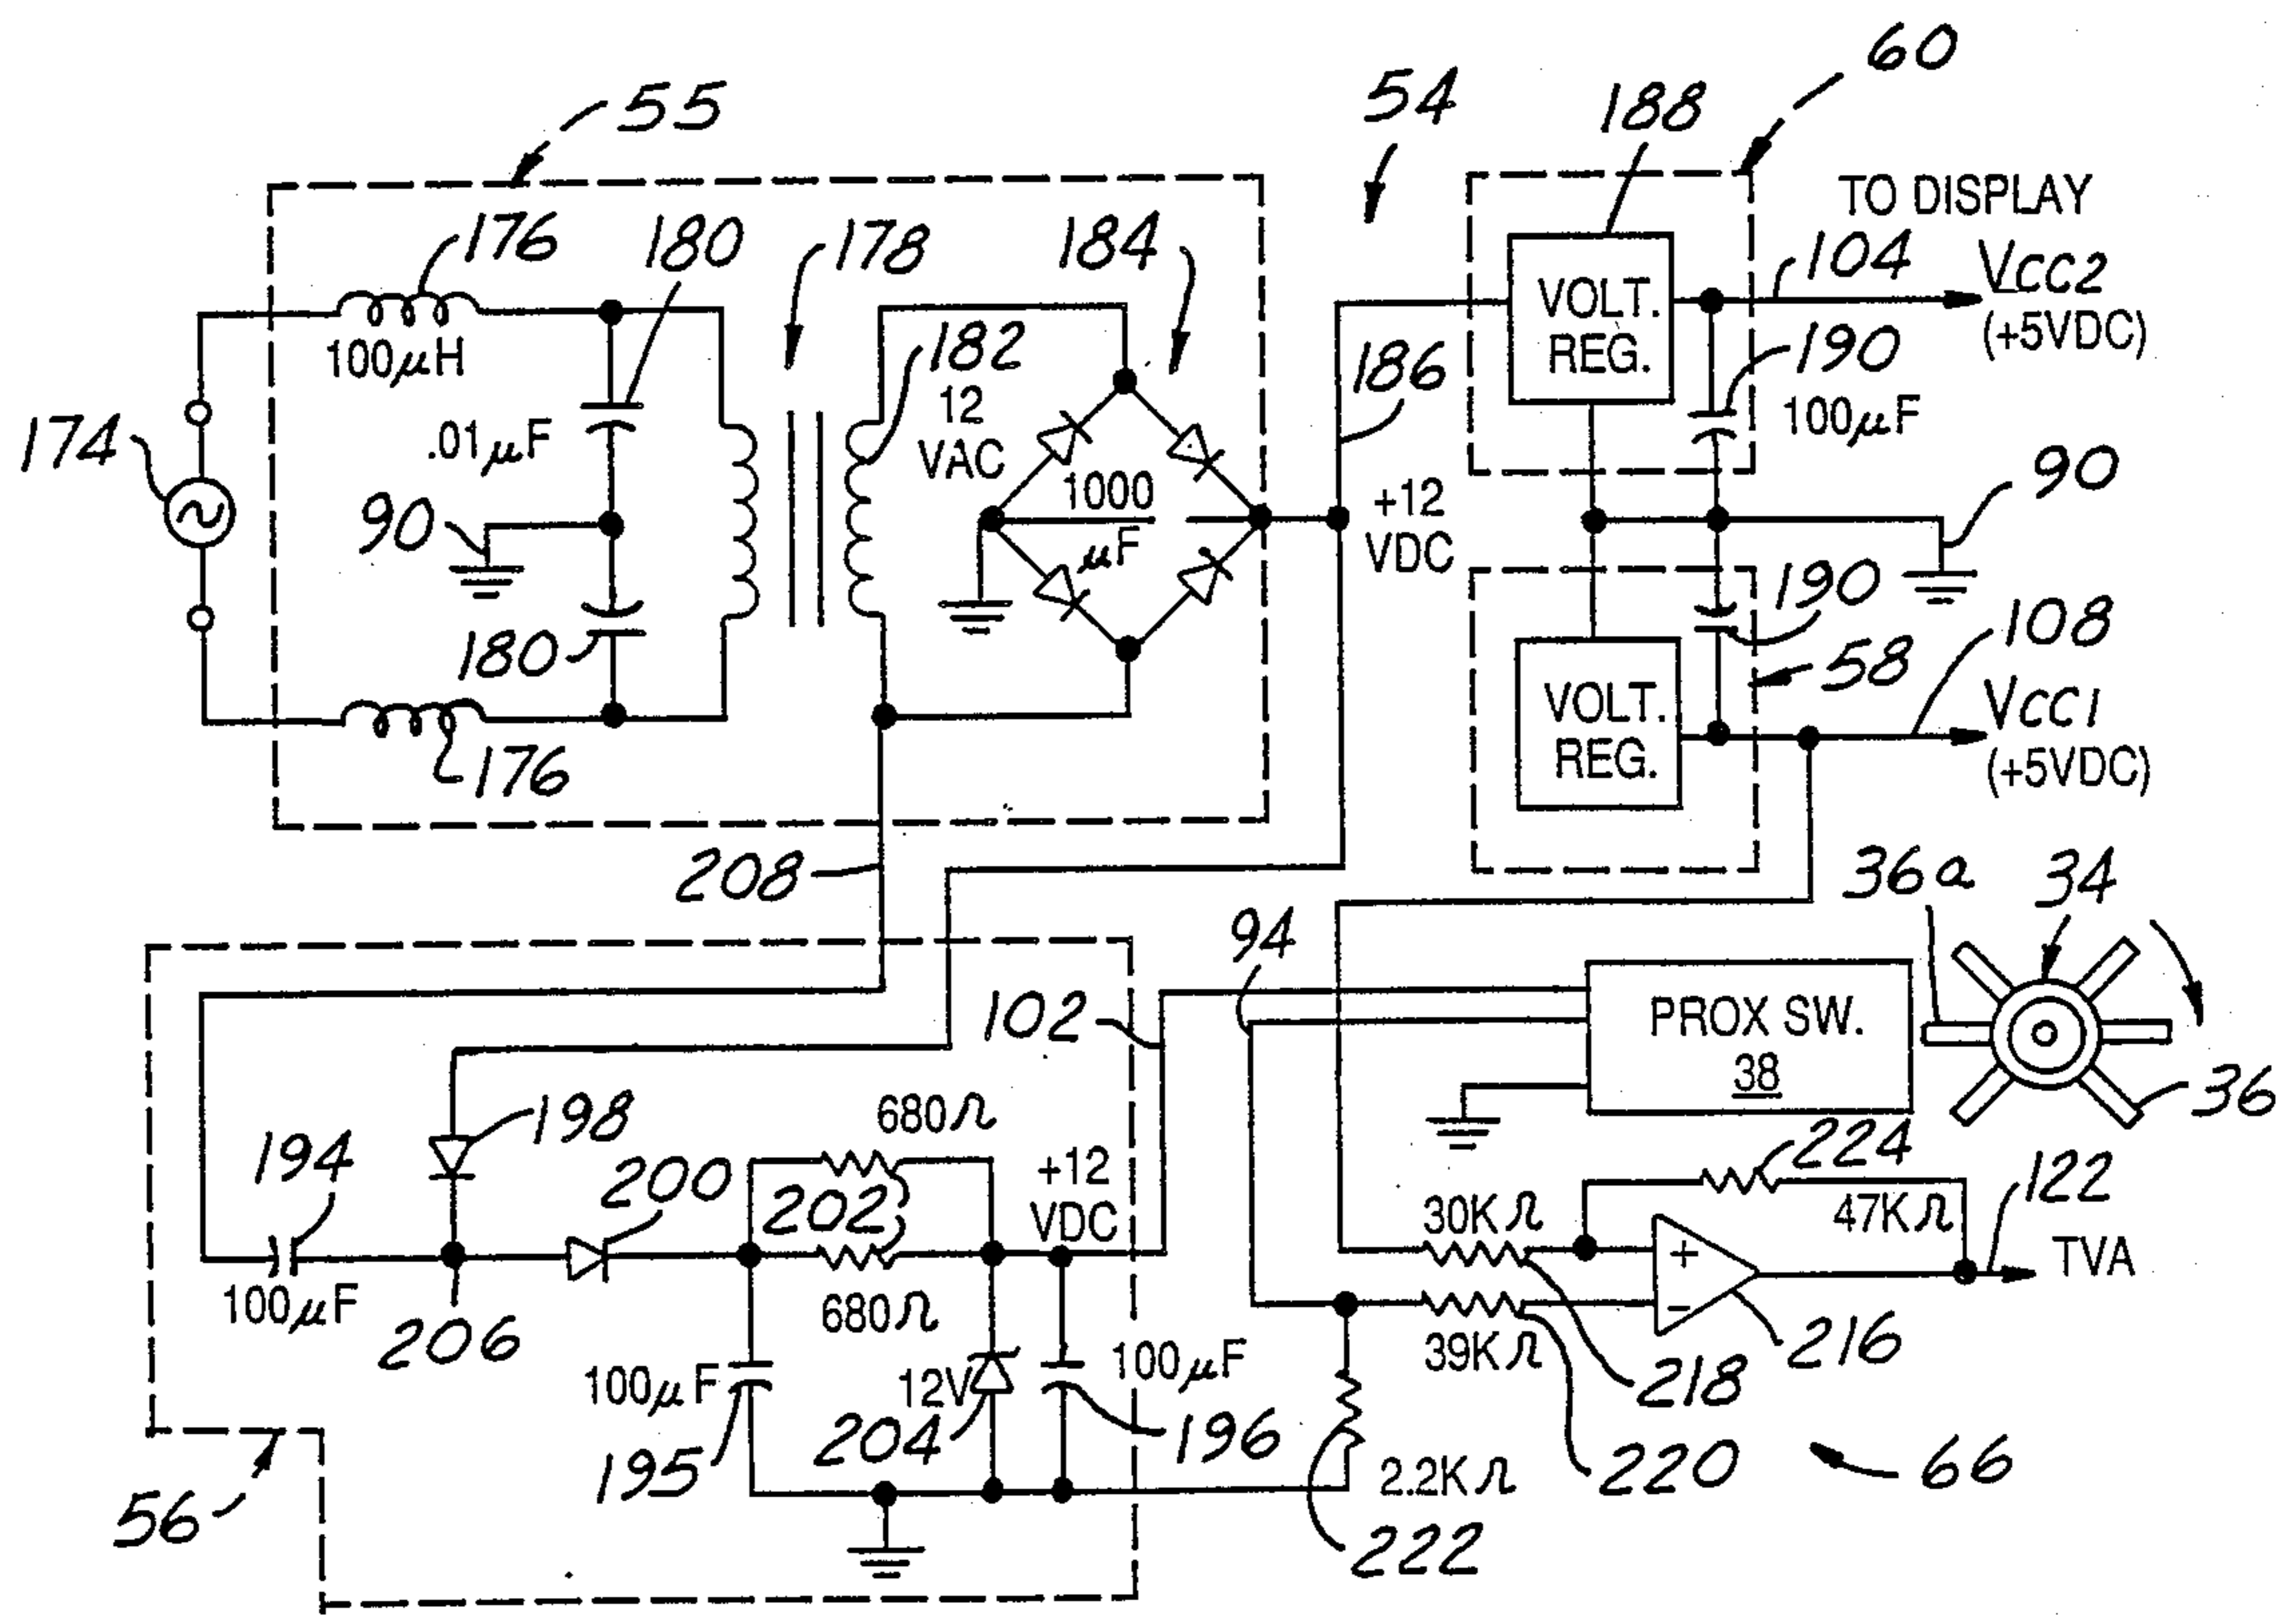 60
55
54
188
TO DISPLAY
176
180
178
184
104
VCC2
(+5VDC)
VOLT.
REG.
100μH
182
12
VAC
186
190
100μF
174
.01μF
1000
μF
+12
VDC
90
90
190
108
180
58
VCC1
(+5VDC)
VOLT.
REG.
176
208
36a
34
94
102
PROX SW.
38
36
680Ω
198
194
200
+12
VDC
224
122
202
30KΩ
47KΩ
+
TVA
100μF
206
680Ω
−
39KΩ
216
100μF
12V
100μF
218
204
196
195
220
66
2.2KΩ
56
222